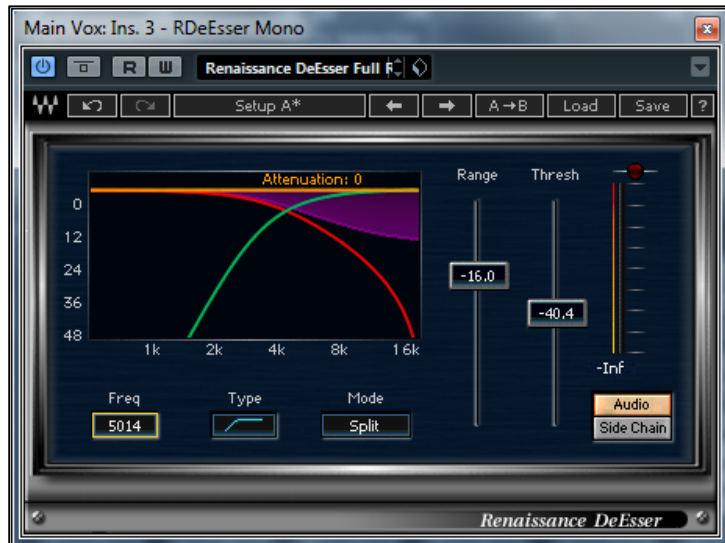 Main Vox: Ins. 3 - RDeEsser Mono
R W Renaissance DeEsser Full R
Setup A* A→B Load Save ?
Attenuation: 0
Range Thresh
0
12
24
36
48
1k 2k 4k 8k 16k
-16.0
-40.4
-Inf
Freq Type Mode
5014 Split
Audio
Side Chain
Renaissance DeEsser